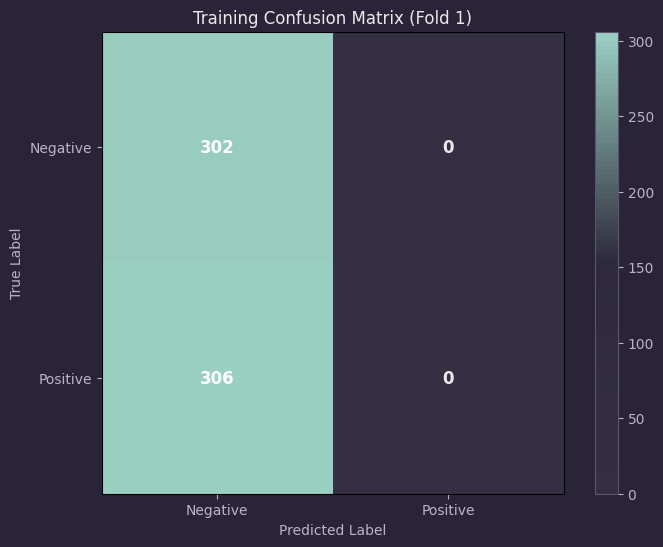 Training Confusion Matrix (Fold 1)
True Label
Negative
302
0
Positive
306
0
Negative
Positive
Predicted Label
300
250
200
150
100
50
0